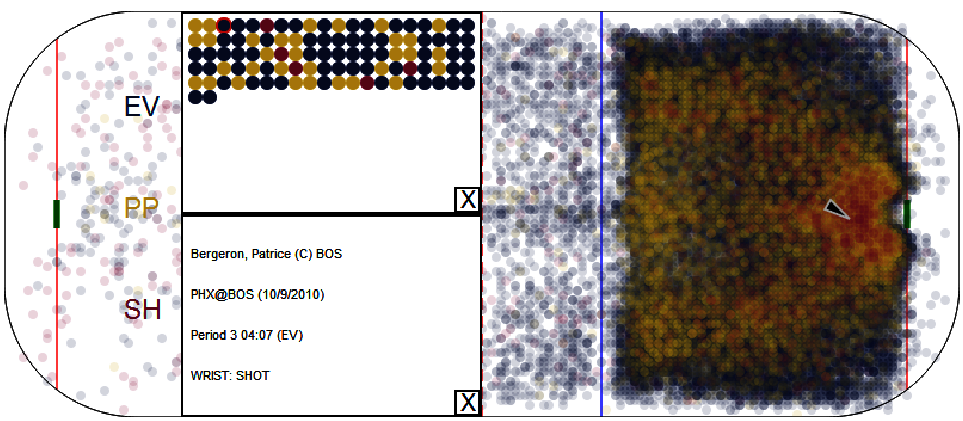 EV
PP
SH
X
Bergeron, Patrice (C) BOS
PHX@BOS (10/9/2010)
Period 3 04:07 (EV)
WRIST: SHOT
X